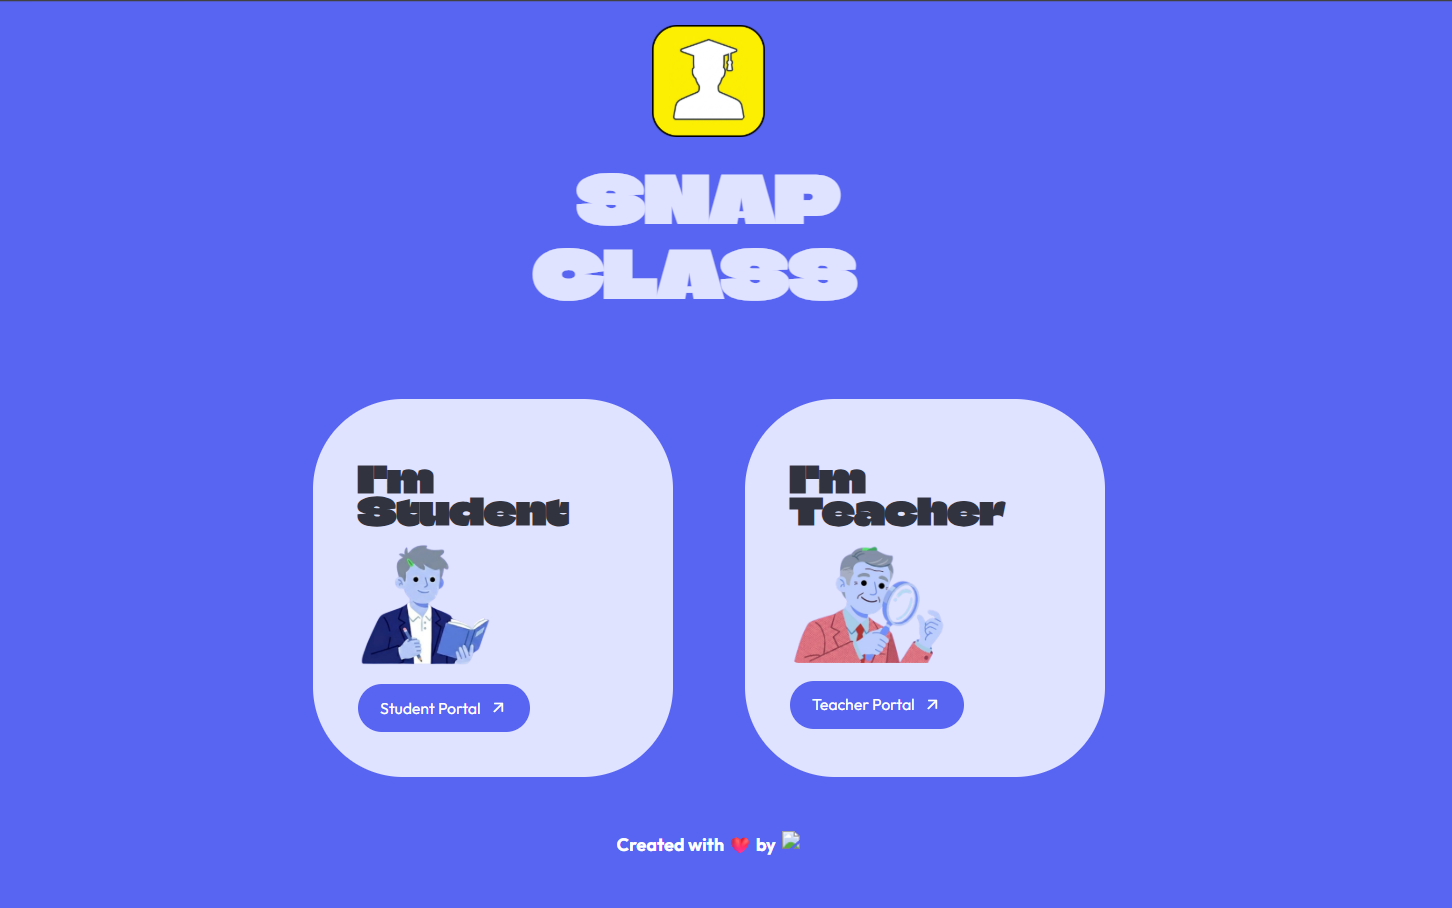 SNAP
CLASS
I'm
Student
I'm
Teacher
Student Portal
Teacher Portal
Created with ❤️ by